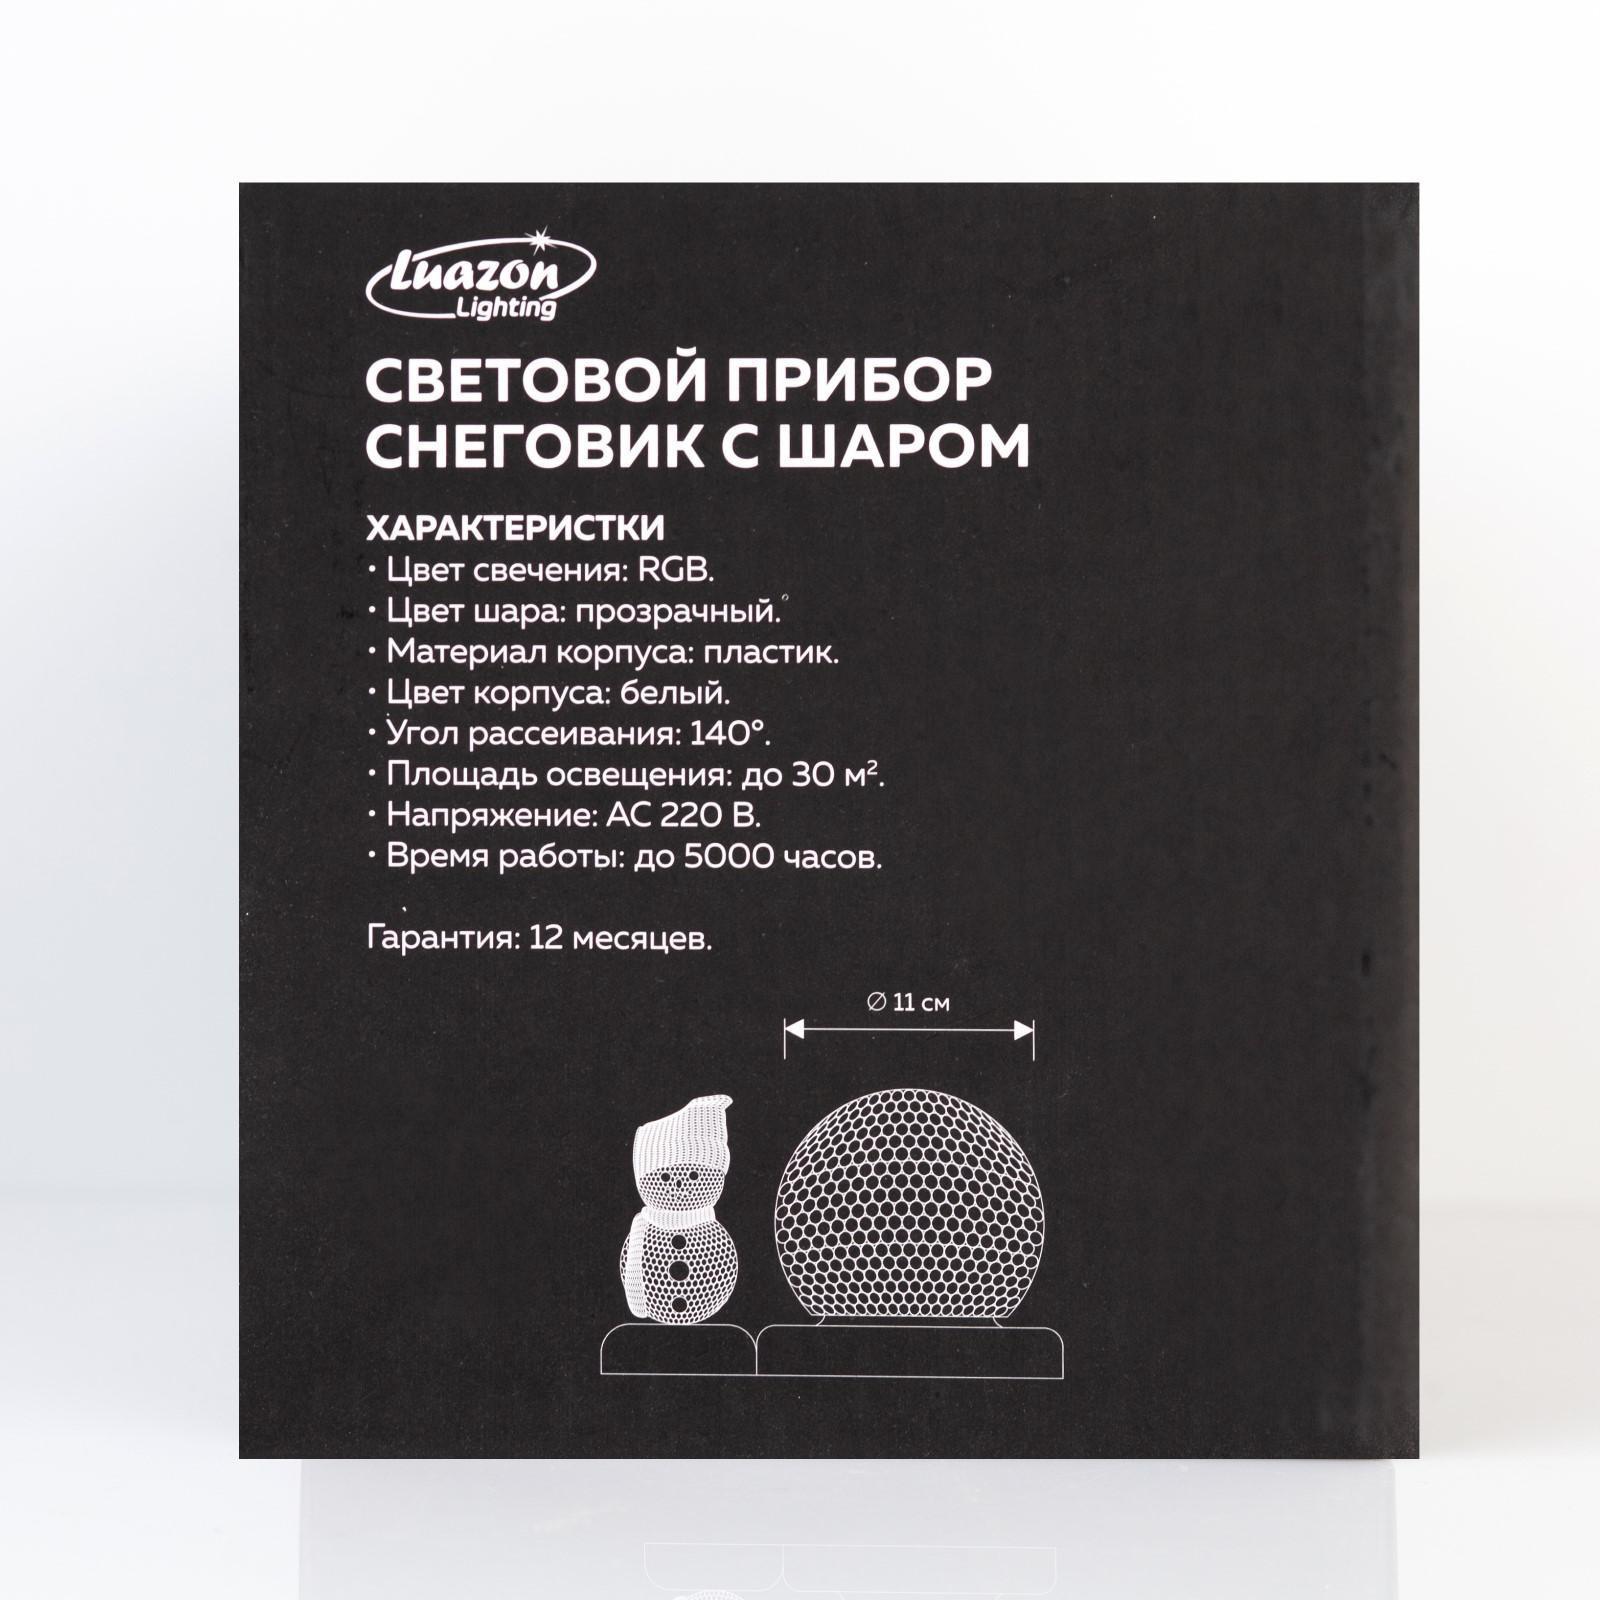 Luazon
Lighting
СВЕТОВОЙ ПРИБОР
СНЕГОВИК С ШАРОМ
ХАРАКТЕРИСТКИ
• Цвет свечения: RGB.
• Цвет шара: прозрачный.
• Материал корпуса: пластик.
• Цвет корпуса: белый.
• Угол рассеивания: 140°.
• Площадь освещения: до 30 м².
• Напряжение: AC 220 В.
• Время работы: до 5000 часов.
Гарантия: 12 месяцев.
∅ 11 см